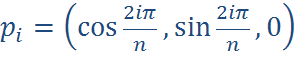 p_i = (cos 2iπ/n, sin 2iπ/n, 0)